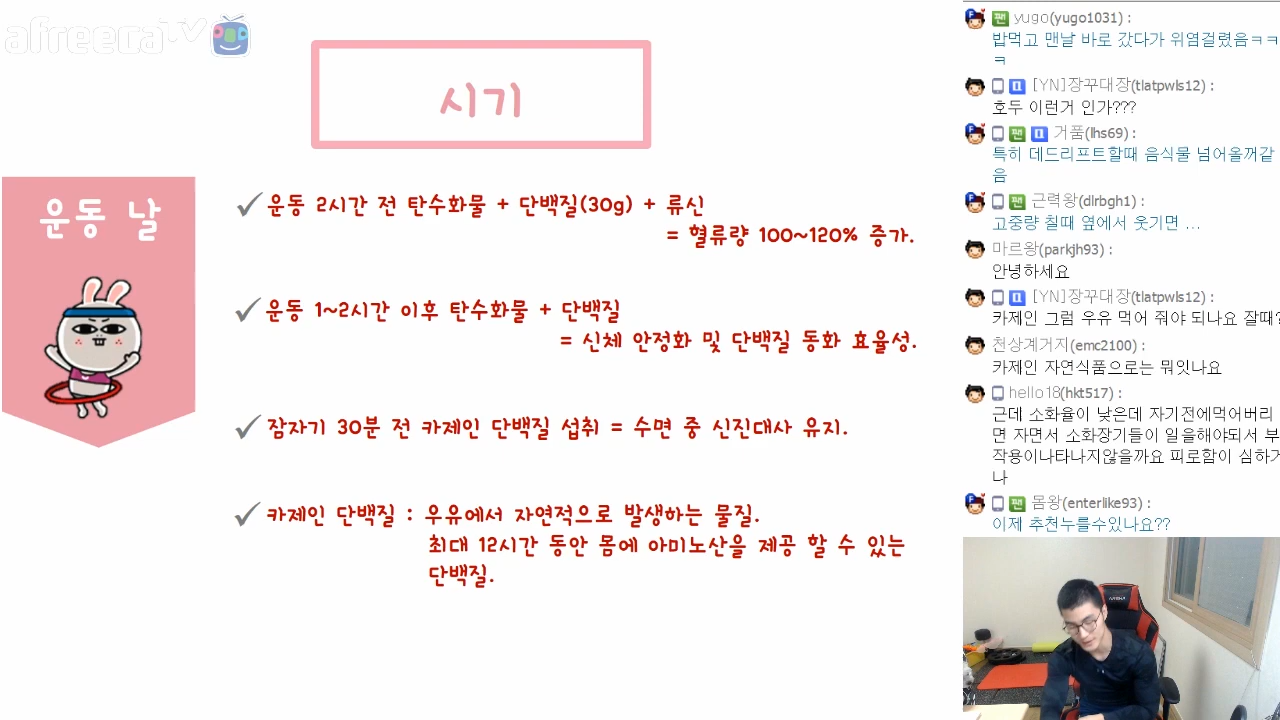 afreecaTV
시기
운동 날
운동 2시간 전 탄수화물 + 단백질(30g) + 류신
= 혈류량 100~120% 증가.
운동 1~2시간 이후 탄수화물 + 단백질
= 신체 안정화 및 단백질 동화 효율성.
잠자기 30분 전 카제인 단백질 섭취 = 수면 중 신진대사 유지.
카제인 단백질 : 우유에서 자연적으로 발생하는 물질.
최대 12시간 동안 몸에 아미노산을 제공 할 수 있는
단백질.
팬 yugo(yugo1031) :
밥먹고 맨날 바로 갔다가 위염걸렸음ㅋㅋ
ㅋ
[YN]장꾸대장(tlatpwls12) :
호두 이런거 인가???
팬 거품(lhs69) :
특히 데드리프트할때 음식물 넘어올꺼같
음
팬 근력왕(dlrbgh1) :
고중량 칠때 옆에서 웃기면 ...
마르왕(parkjh93) :
안녕하세요
[YN]장꾸대장(tlatpwls12) :
카제인 그럼 우유 먹어 줘야 되나요 잘때?
천상계거지(emc2100) :
카제인 자연식품으로는 뭐잇나요
hello18(hkt517) :
근데 소화율이 낮은데 자기전에먹어버리
면 자면서 소화장기들이 일을해야되서 부
작용이나타나지않을까요 피로함이 심하거
나
팬 몸왕(enterlike93) :
이제 추천누를수있나요??